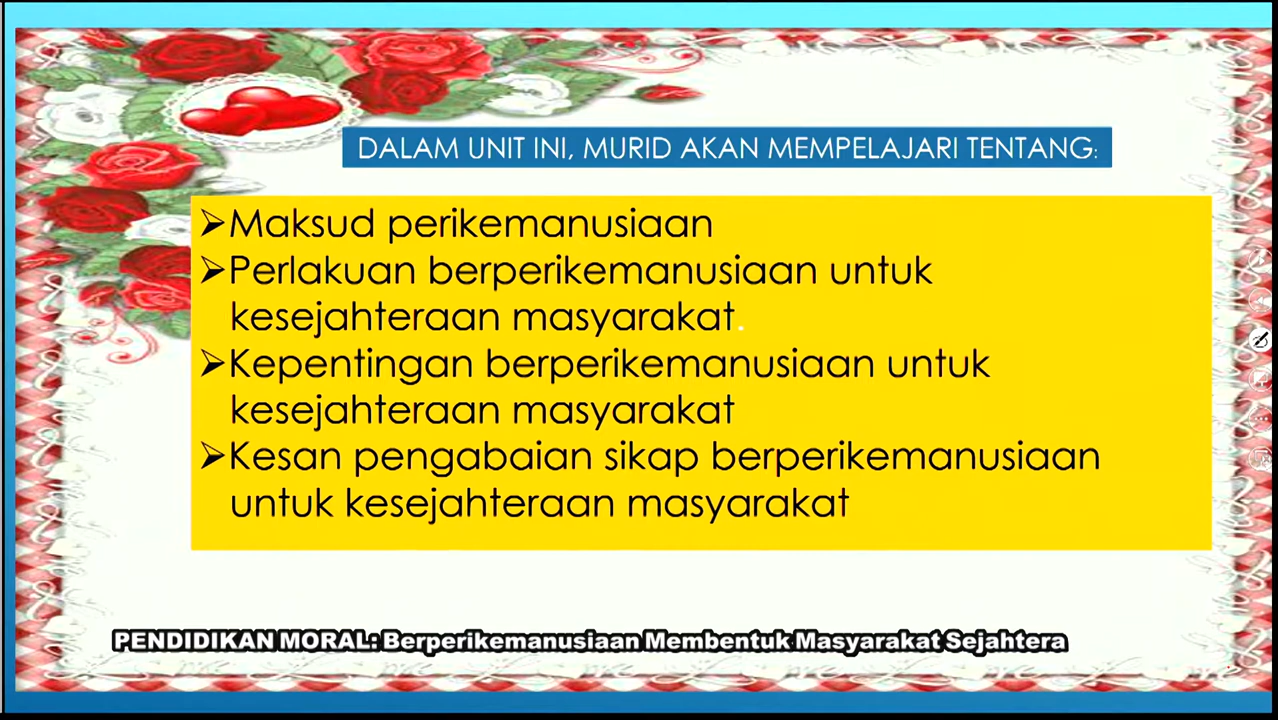 DALAM UNIT INI, MURID AKAN MEMPELAJARI TENTANG:
➢Maksud perikemanusiaan
➢Perlakuan berperikemanusiaan untuk
kesejahteraan masyarakat.
➢Kepentingan berperikemanusiaan untuk
kesejahteraan masyarakat
➢Kesan pengabaian sikap berperikemanusiaan
untuk kesejahteraan masyarakat
PENDIDIKAN MORAL: Berperikemanusiaan Membentuk Masyarakat Sejahtera